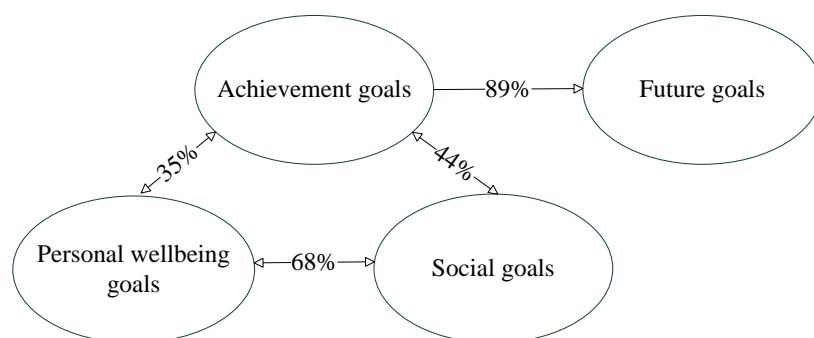 Achievement goals
89%
Future goals
35%
44%
Personal wellbeing
goals
68%
Social goals